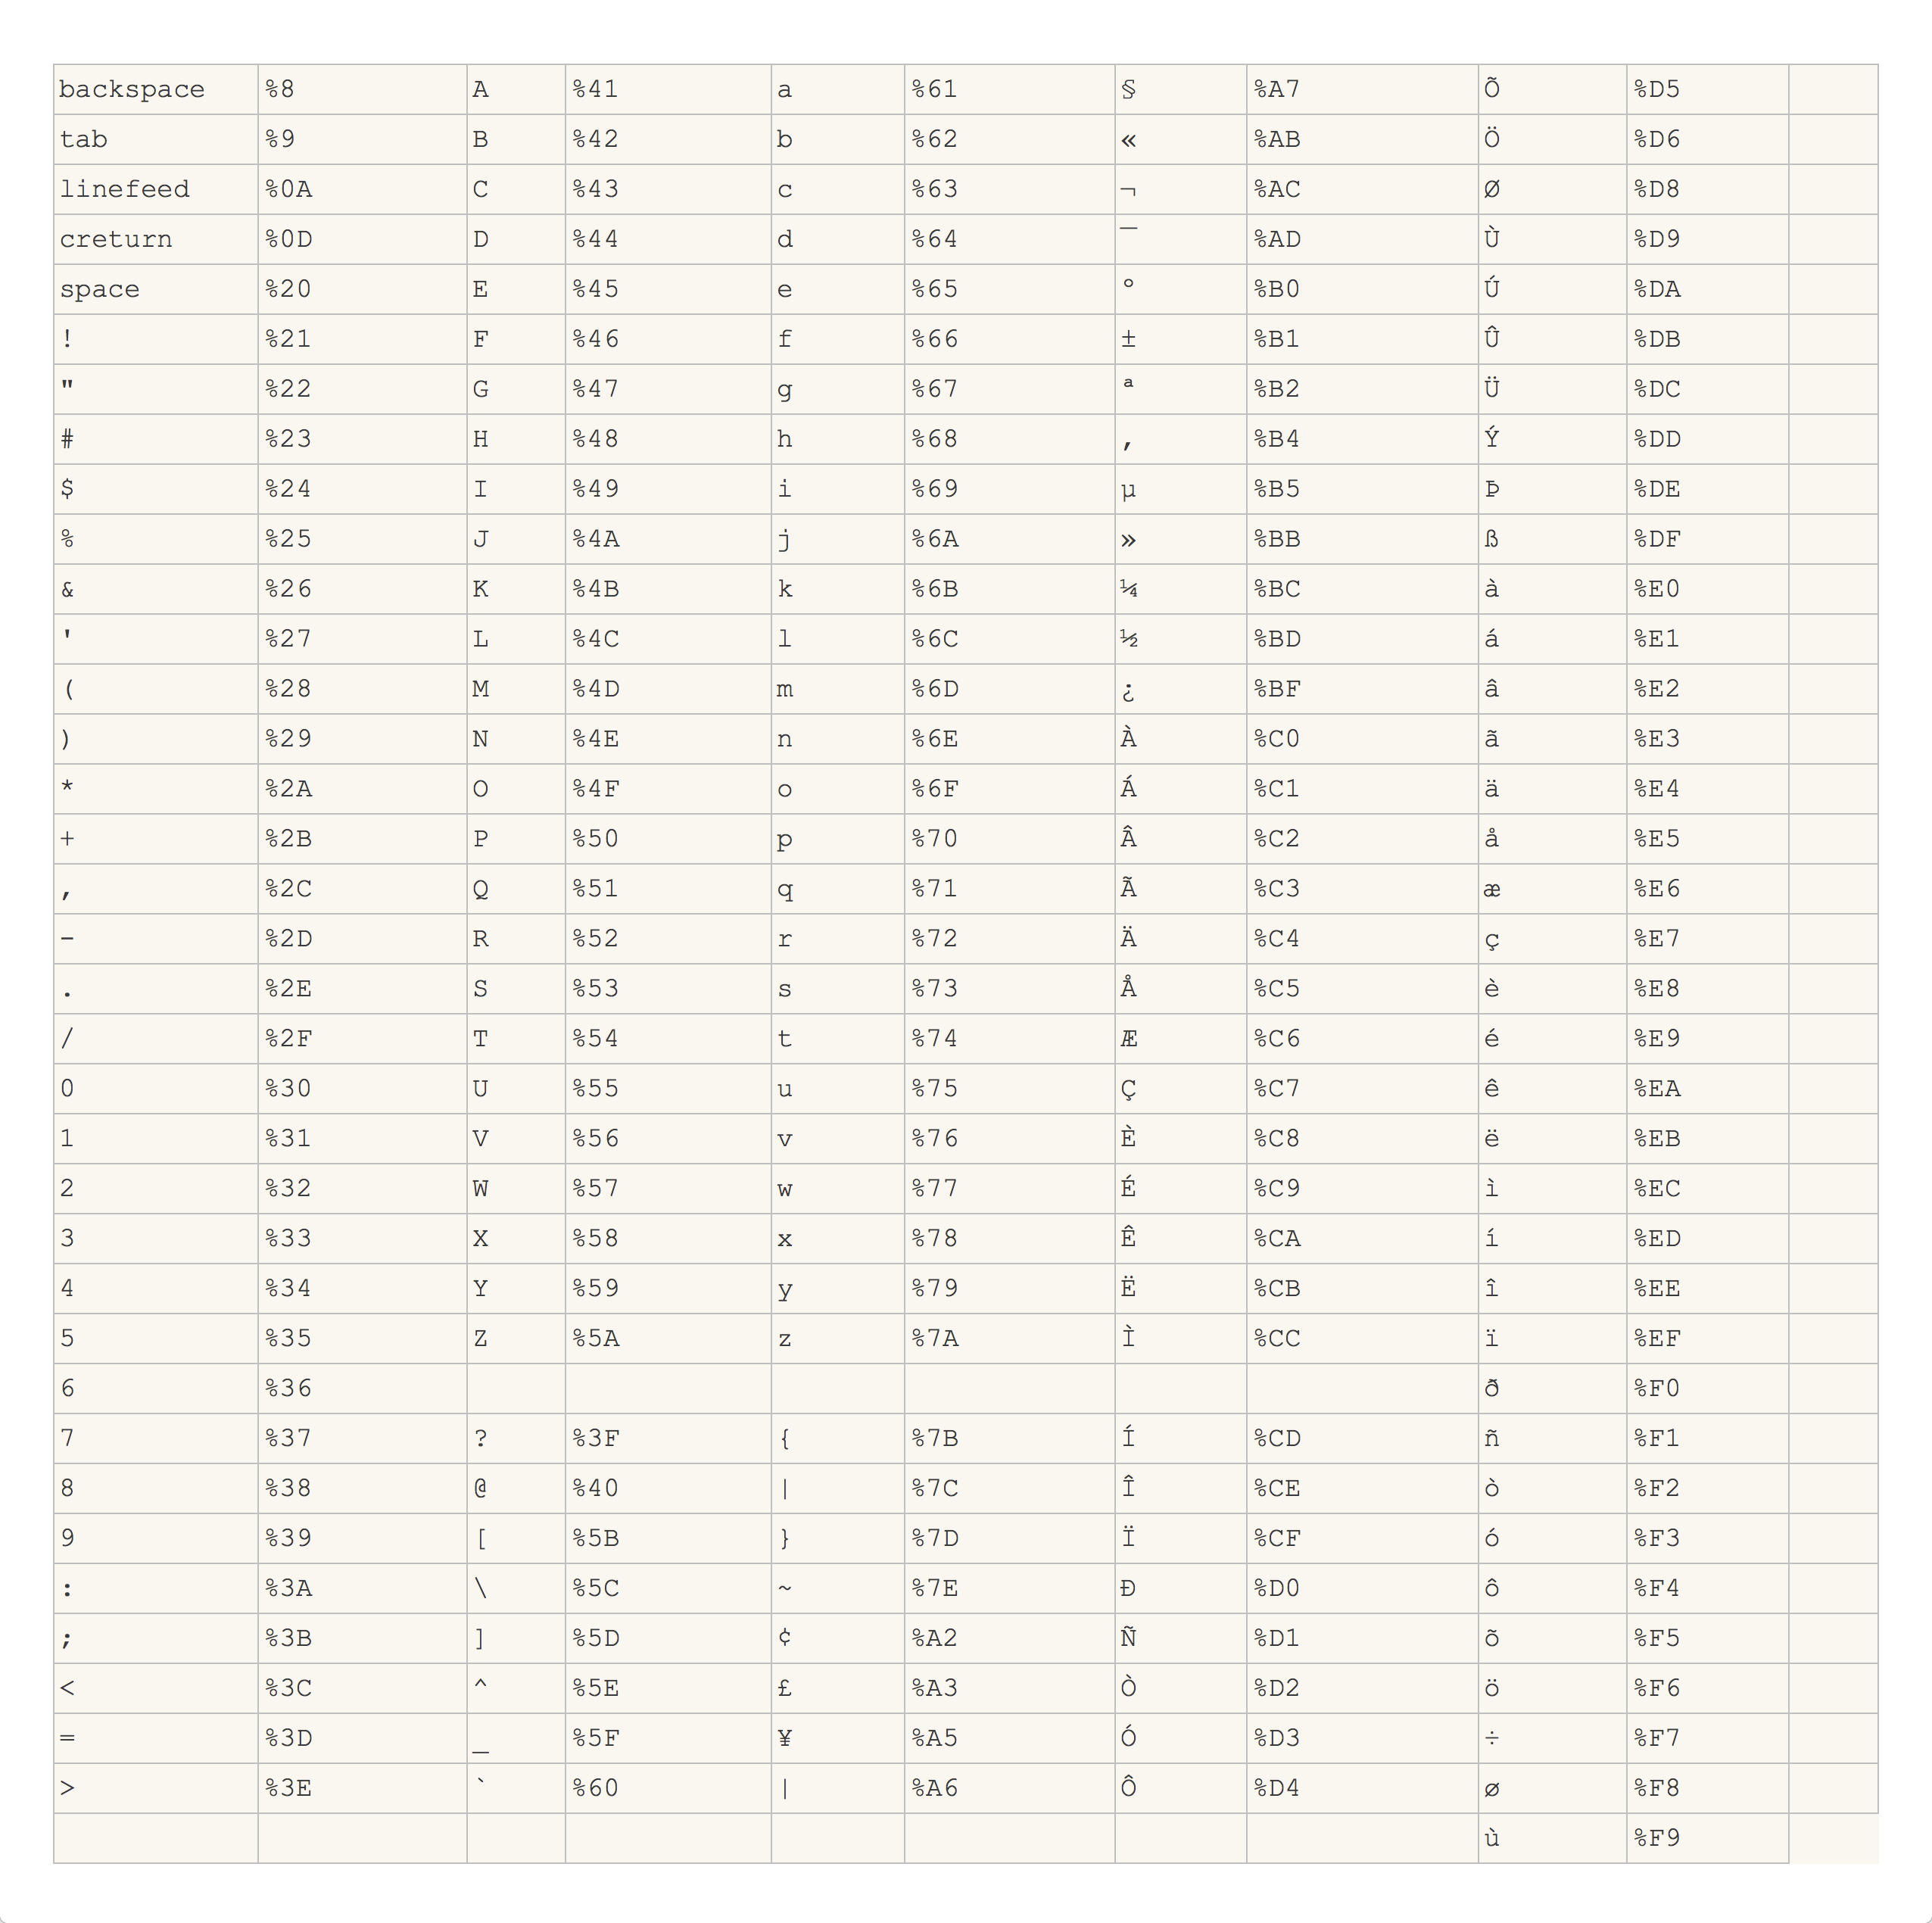 backspace %8 A %41 a %61 § %A7 Õ %D5
tab %9 B %42 b %62 « %AB Ö %D6
linefeed %0A C %43 c %63 ¬ %AC Ø %D8
creturn %0D D %44 d %64 ¯ %AD Ù %D9
space %20 E %45 e %65 º %B0 Ú %DA
! %21 F %46 f %66 ± %B1 Û %DB
" %22 G %47 g %67 ª %B2 Ü %DC
# %23 H %48 h %68 , %B4 Ý %DD
$ %24 I %49 i %69 µ %B5 Þ %DE
% %25 J %4A j %6A » %BB ß %DF
& %26 K %4B k %6B ¼ %BC à %E0
' %27 L %4C l %6C ½ %BD á %E1
( %28 M %4D m %6D ¿ %BF â %E2
) %29 N %4E n %6E À %C0 ã %E3
* %2A O %4F o %6F Á %C1 ä %E4
+ %2B P %50 p %70 Â %C2 å %E5
, %2C Q %51 q %71 Ã %C3 æ %E6
- %2D R %52 r %72 Ä %C4 ç %E7
. %2E S %53 s %73 Å %C5 è %E8
/ %2F T %54 t %74 Æ %C6 é %E9
0 %30 U %55 u %75 Ç %C7 ê %EA
1 %31 V %56 v %76 È %C8 ë %EB
2 %32 W %57 w %77 É %C9 ì %EC
3 %33 X %58 x %78 Ê %CA í %ED
4 %34 Y %59 y %79 Ë %CB î %EE
5 %35 Z %5A z %7A Ì %CC ï %EF
6 %36 ð %F0
7 %37 ? %3F { %7B Í %CD ñ %F1
8 %38 @ %40 | %7C Î %CE ò %F2
9 %39 [ %5B } %7D Ï %CF ó %F3
: %3A \ %5C ~ %7E Ð %D0 ô %F4
; %3B ] %5D ¢ %A2 Ñ %D1 õ %F5
< %3C ^ %5E £ %A3 Ò %D2 ö %F6
= %3D _ %5F ¥ %A5 Ó %D3 ÷ %F7
> %3E ` %60 | %A6 Ô %D4 ø %F8
ù %F9